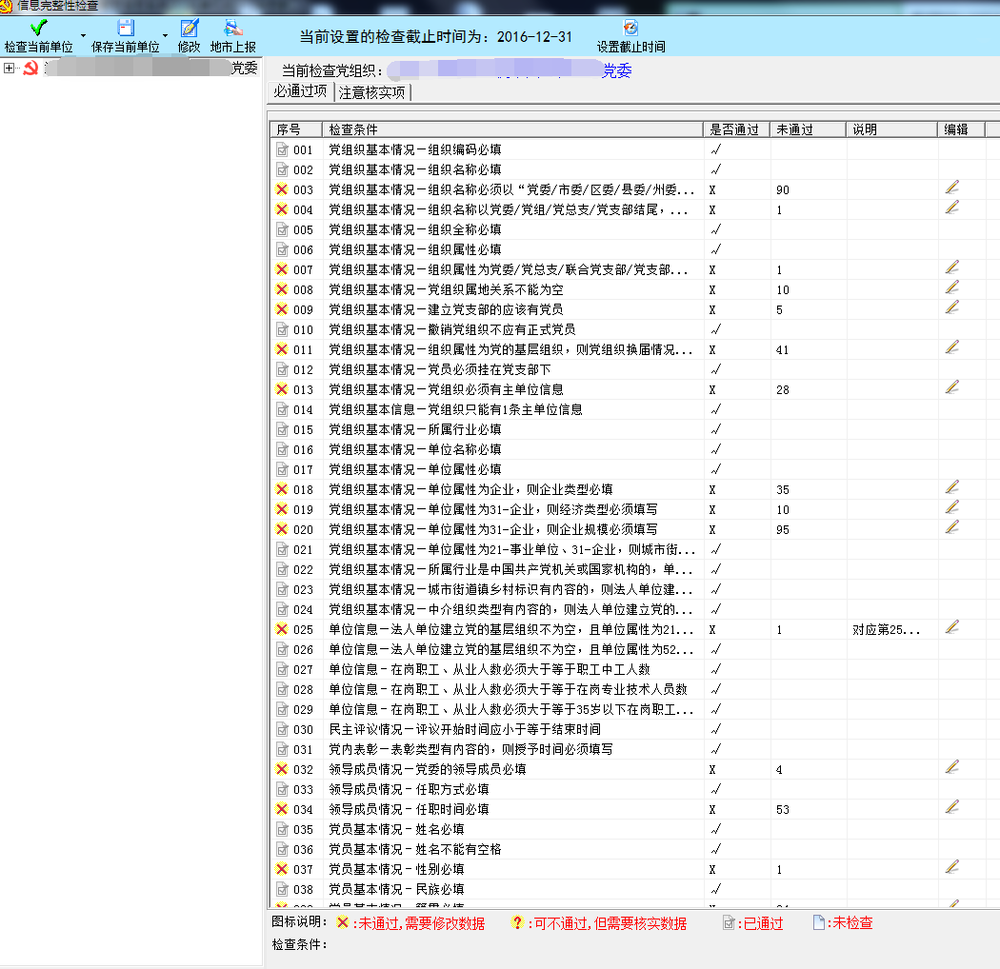 信息完整性检查
检查当前单位 保存当前单位 修改 地市上报 当前设置的检查截止时间为: 2016-12-31 设置截止时间
党委
当前检查党组织: 党委
必通过项 注意核实项
序号 检查条件 是否通过 未通过 说明 编辑
001 党组织基本情况—组织编码必填 √
002 党组织基本情况—组织名称必填 √
003 党组织基本情况—组织名称必须以“党委/市委/区委/县委/州委... X 90
004 党组织基本情况—组织名称以党委/党组/党总支/党支部结尾, ... X 1
005 党组织基本情况—组织全称必填 √
006 党组织基本情况—组织属性必填 √
007 党组织基本情况—组织属性为党委/党总支/联合党支部/党支部... X 1
008 党组织基本情况—党组织属地关系不能为空 X 10
009 党组织基本情况—建立党支部的应该有党员 X 5
010 党组织基本情况—撤销党组织不应有正式党员 √
011 党组织基本情况—组织属性为党的基层组织，则党组织换届情况... X 41
012 党组织基本情况—党员必须挂在党支部下 √
013 党组织基本情况—党组织必须有主单位信息 X 28
014 党组织基本信息—党组织只能有1条主单位信息 √
015 党组织基本情况—所属行业必填 √
016 党组织基本情况—单位名称必填 √
017 党组织基本情况—单位属性必填 √
018 党组织基本情况—单位属性为企业，则企业类型必填 X 35
019 党组织基本情况—单位属性为31-企业，则经济类型必须填写 X 10
020 党组织基本情况—单位属性为31-企业，则企业规模必须填写 X 95
021 党组织基本情况—单位属性为21-事业单位、31-企业，则城市街... √
022 党组织基本情况—所属行业是中国共产党机关或国家机构的，单... √
023 党组织基本情况—城市街道镇乡村标识有内容的，则法人单位建... √
024 党组织基本情况—中介组织类型有内容的，则法人单位建立党的... √
025 单位信息—法人单位建立党的基层组织不为空，且单位属性为21... X 1 对应第25...
026 单位信息—法人单位建立党的基层组织不为空，且单位属性为52... √
027 单位信息－在岗职工、从业人数必须大于等于职工中工人数 √
028 单位信息－在岗职工、从业人数必须大于等于在岗专业技术人员数 √
029 单位信息－在岗职工、从业人数必须大于等于35岁以下在岗职工... √
030 民主评议情况—评议开始时间应小于等于结束时间 √
031 党内表彰—表彰类型有内容的，则授予时间必须填写 √
032 领导成员情况—党委的领导成员必填 X 4
033 领导成员情况－任职方式必填 √
034 领导成员情况－任职时间必填 X 53
035 党员基本情况－姓名必填 √
036 党员基本情况－姓名不能有空格 √
037 党员基本情况－性别必填 X 1
038 党员基本情况－民族必填 √
图标说明: ×:未通过,需要修改数据 ?:可不通过,但需要核实数据 :已通过 :未检查
检查条件: